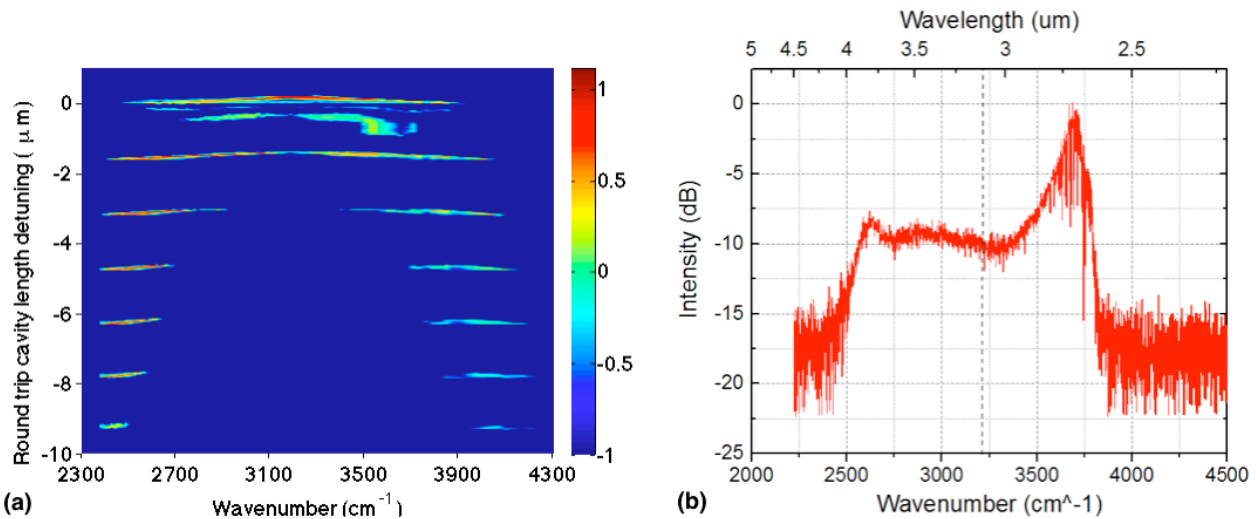 Round trip cavity length detuning ( μ m)
0
-2
-4
-6
-8
-10
2300 2700 3100 3500 3900 4300
Wavenumber (cm-1)
1
0.5
0
-0.5
-1
(a)
Wavelength (um)
5 4.5 4 3.5 3 2.5
Intensity (dB)
0
-5
-10
-15
-20
-25
2000 2500 3000 3500 4000 4500
Wavenumber (cm^-1)
(b)